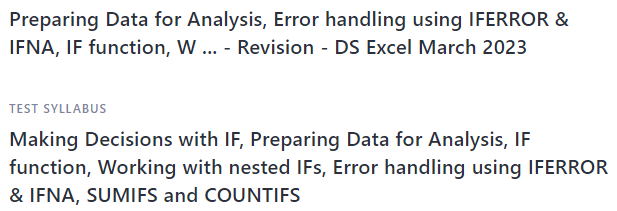 Preparing Data for Analysis, Error handling using IFERROR &
IFNA, IF function, W ... - Revision - DS Excel March 2023
TEST SYLLABUS
Making Decisions with IF, Preparing Data for Analysis, IF
function, Working with nested IFs, Error handling using IFERROR
& IFNA, SUMIFS and COUNTIFS